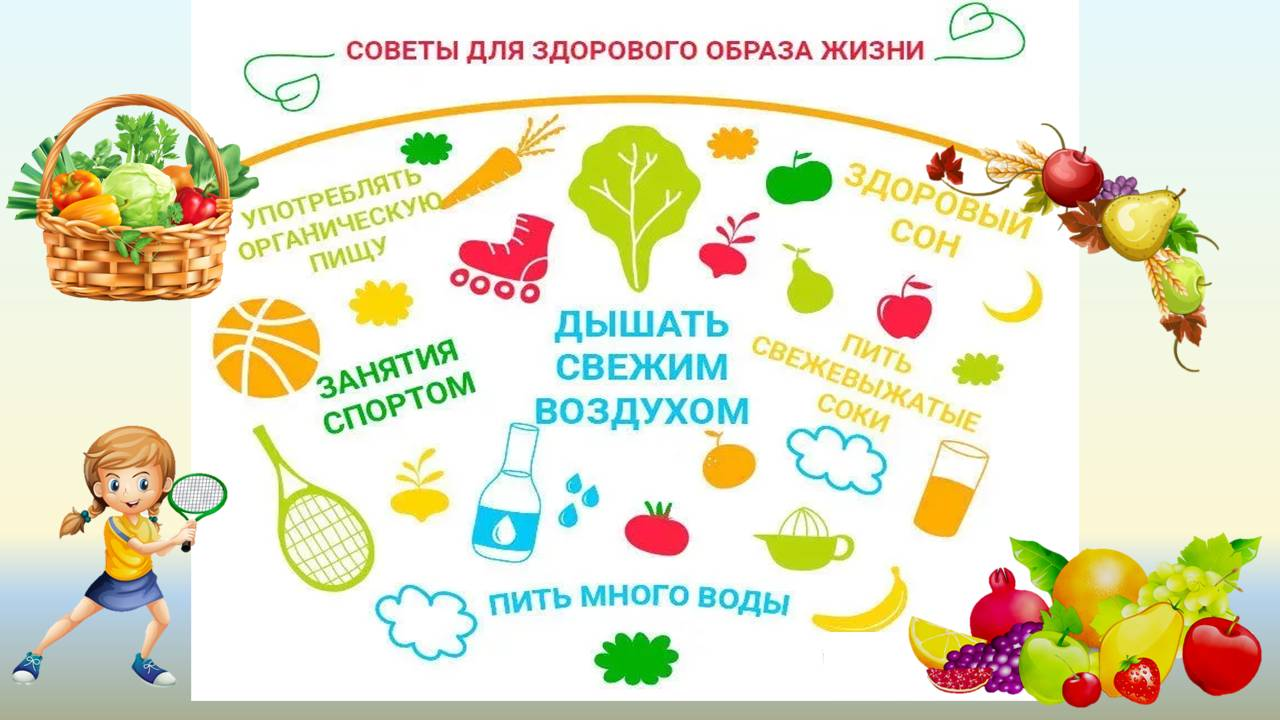 СОВЕТЫ ДЛЯ ЗДОРОВОГО ОБРАЗА ЖИЗНИ
УПОТРЕБЛЯТЬ
ОРГАНИЧЕСКУЮ
ПИЩУ
ЗДОРОВЫЙ
СОН
ЗАНЯТИЯ
СПОРТОМ
ДЫШАТЬ
СВЕЖИМ
ВОЗДУХОМ
ПИТЬ
СВЕЖЕВЫЖАТЫЕ
СОКИ
ПИТЬ МНОГО ВОДЫ